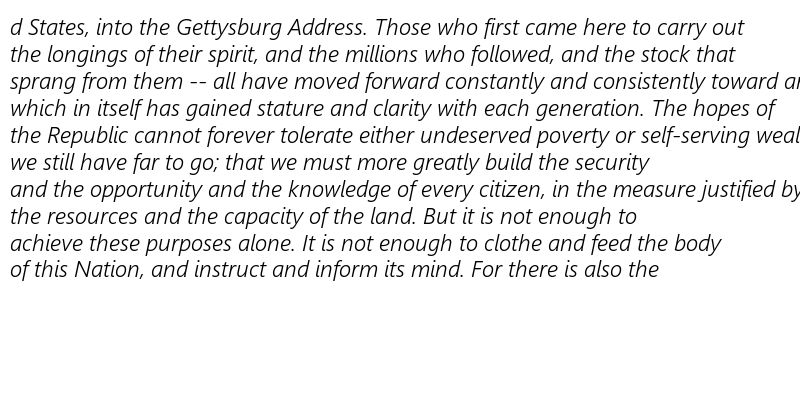 d States, into the Gettysburg Address. Those who first came here to carry out
the longings of their spirit, and the millions who followed, and the stock that
sprang from them -- all have moved forward constantly and consistently toward
which in itself has gained stature and clarity with each generation. The hopes of
the Republic cannot forever tolerate either undeserved poverty or self-serving
we still have far to go; that we must more greatly build the security
and the opportunity and the knowledge of every citizen, in the measure justified by
the resources and the capacity of the land. But it is not enough to
achieve these purposes alone. It is not enough to clothe and feed the body
of this Nation, and instruct and inform its mind. For there is also the